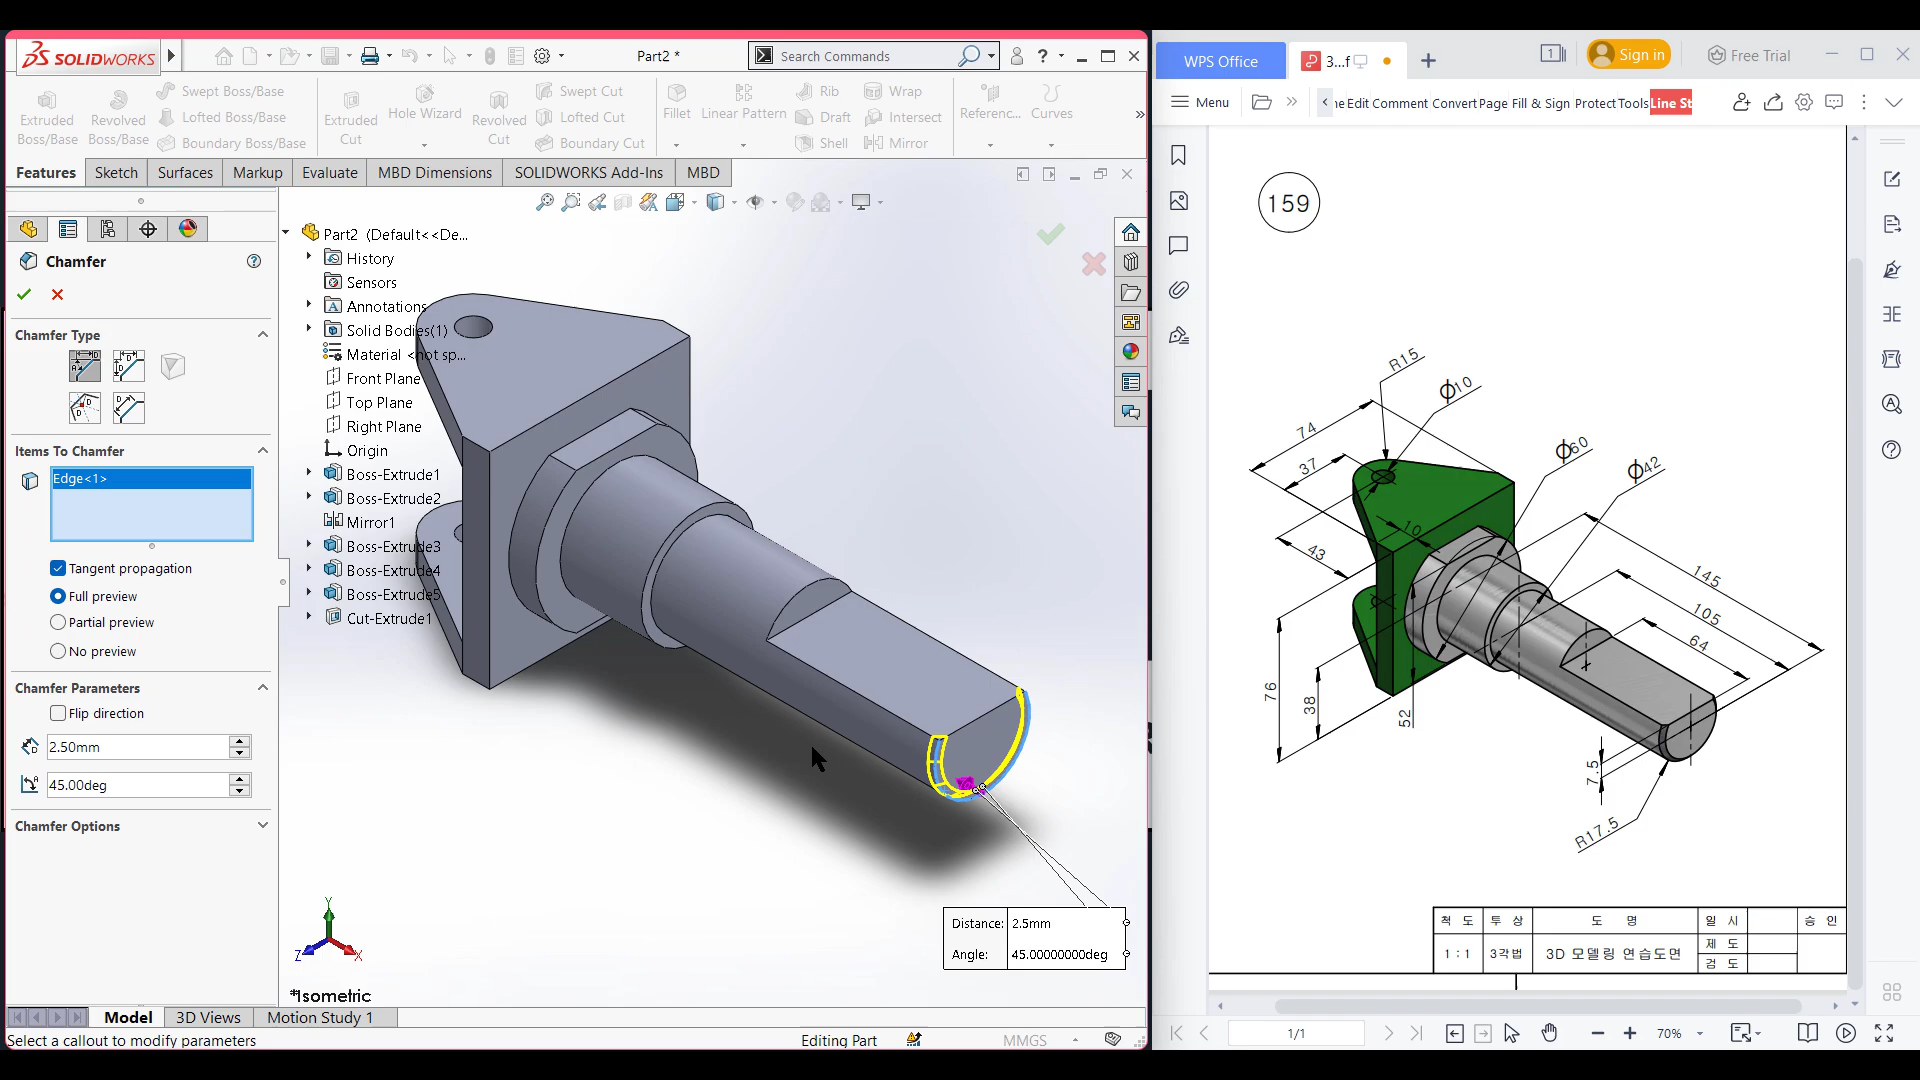 SOLIDWORKS
Part2 *
Search Commands
?
Extruded Boss/Base
Revolved Boss/Base
Swept Boss/Base
Lofted Boss/Base
Boundary Boss/Base
Extruded Cut
Hole Wizard
Revolved Cut
Swept Cut
Lofted Cut
Boundary Cut
Fillet
Linear Pattern
Rib
Draft
Shell
Wrap
Intersect
Mirror
Referenc...
Curves
Features
Sketch
Surfaces
Markup
Evaluate
MBD Dimensions
SOLIDWORKS Add-Ins
MBD
Chamfer
Chamfer Type
Items To Chamfer
Edge<1>
Tangent propagation
Full preview
Partial preview
No preview
Chamfer Parameters
Flip direction
2.50mm
45.00deg
Chamfer Options
Part2 (Default<<De...
History
Sensors
Annotations
Solid Bodies(1)
Material <not sp...
Front Plane
Top Plane
Right Plane
Origin
Boss-Extrude1
Boss-Extrude2
Mirror1
Boss-Extrude3
Boss-Extrude4
Boss-Extrude5
Cut-Extrude1
Distance: 2.5mm
Angle: 45.00000000deg
Y
Z
X
*Isometric
Model
3D Views
Motion Study 1
Select a callout to modify parameters
Editing Part
MMGS
WPS Office
3...f
1
Sign in
Free Trial
Menu
Edit
Comment
Convert
Page
Fill & Sign
Protect
Tools
Line St
159
R15
ϕ10
74
37
ϕ60
ϕ42
10
43
145
105
64
76
38
52
7.5
R17.5
척 도
투 상
도 명
일 시
승 인
1 : 1
3각법
3D 모델링 연습도면
제 도
검 도
1/1
70%